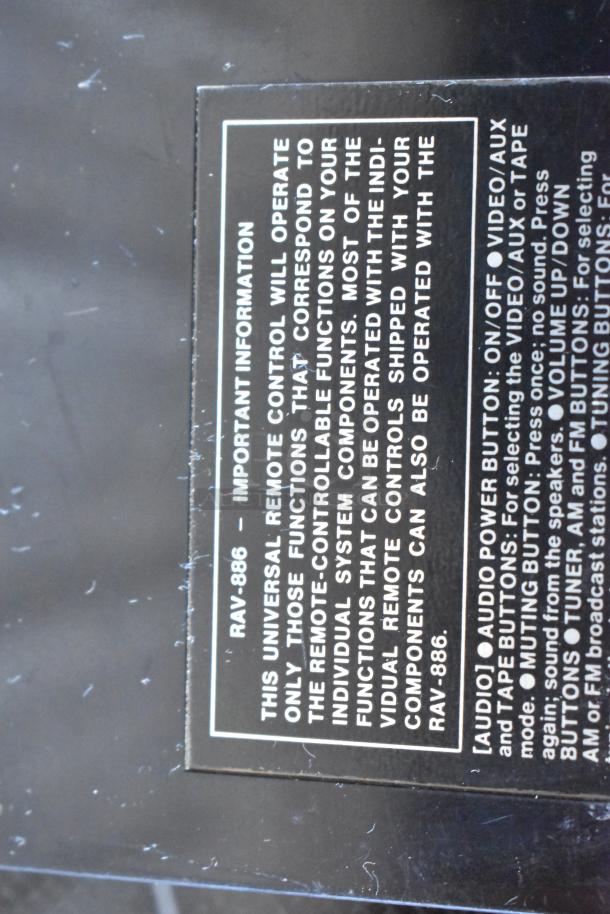 RAV-886 – IMPORTANT INFORMATION
THIS UNIVERSAL REMOTE CONTROL WILL OPERATE
ONLY THOSE FUNCTIONS THAT CORRESPOND TO
THE REMOTE-CONTROLLABLE FUNCTIONS ON YOUR
INDIVIDUAL SYSTEM COMPONENTS. MOST OF THE
FUNCTIONS THAT CAN BE OPERATED WITH THE INDI-
VIDUAL REMOTE CONTROLS SHIPPED WITH YOUR
COMPONENTS CAN ALSO BE OPERATED WITH THE
RAV-886.
[AUDIO] ● AUDIO POWER BUTTON: ON/OFF ● VIDEO/AUX
and TAPE BUTTONS: For selecting the VIDEO/AUX or TAPE
mode. ● MUTING BUTTON: Press once; no sound. Press
again; sound from the speakers. ● VOLUME UP/DOWN
BUTTONS ● TUNER, AM and FM BUTTONS: For selecting
AM or FM broadcast stations. ● TUNING BUTTONS: For